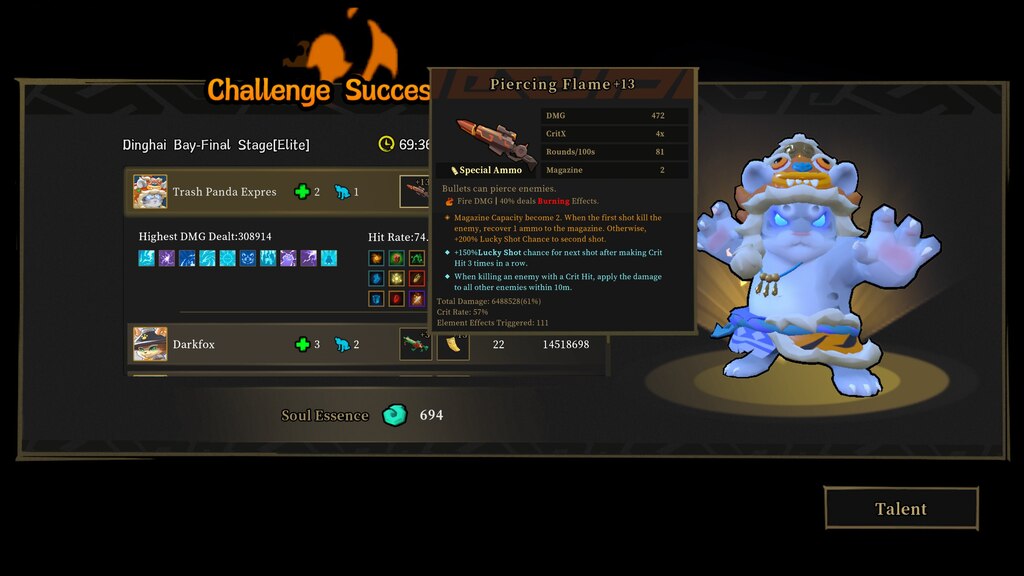 Challenge Succes
Dinghai Bay-Final Stage[Elite]
69:36
Trash Panda Expres
2
1
+13
Highest DMG Dealt:308914
Hit Rate:74.
Darkfox
3
2
22
14518698
Soul Essence
694
Piercing Flame +13
DMG 472
CritX 4x
Rounds/100s 81
Magazine 2
Special Ammo
Bullets can pierce enemies.
Fire DMG | 40% deals Burning Effects.
Magazine Capacity become 2. When the first shot kill the
enemy, recover 1 ammo to the magazine. Otherwise,
+200% Lucky Shot Chance to second shot.
+150%Lucky Shot chance for next shot after making Crit
Hit 3 times in a row.
When killing an enemy with a Crit Hit, apply the damage
to all other enemies within 10m.
Total Damage: 6488528(61%)
Crit Rate: 57%
Element Effects Triggered: 111
Talent